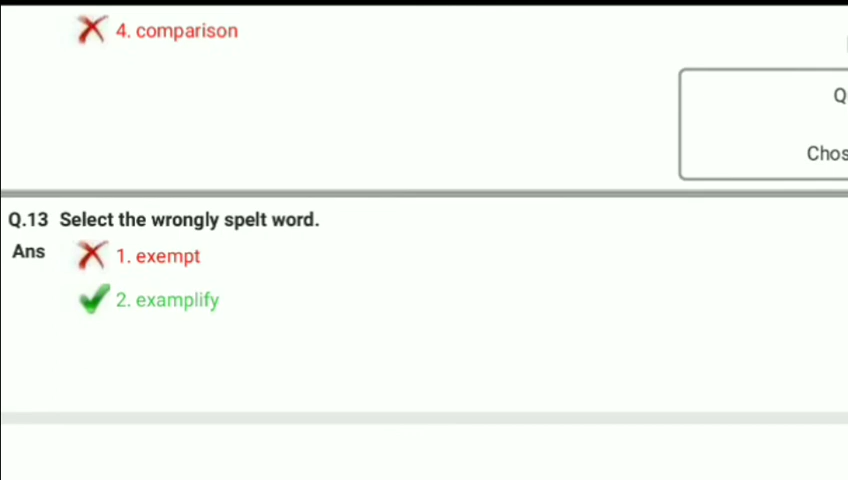 4. comparison
Q
Chos
Q.13 Select the wrongly spelt word.
Ans 1. exempt
2. examplify